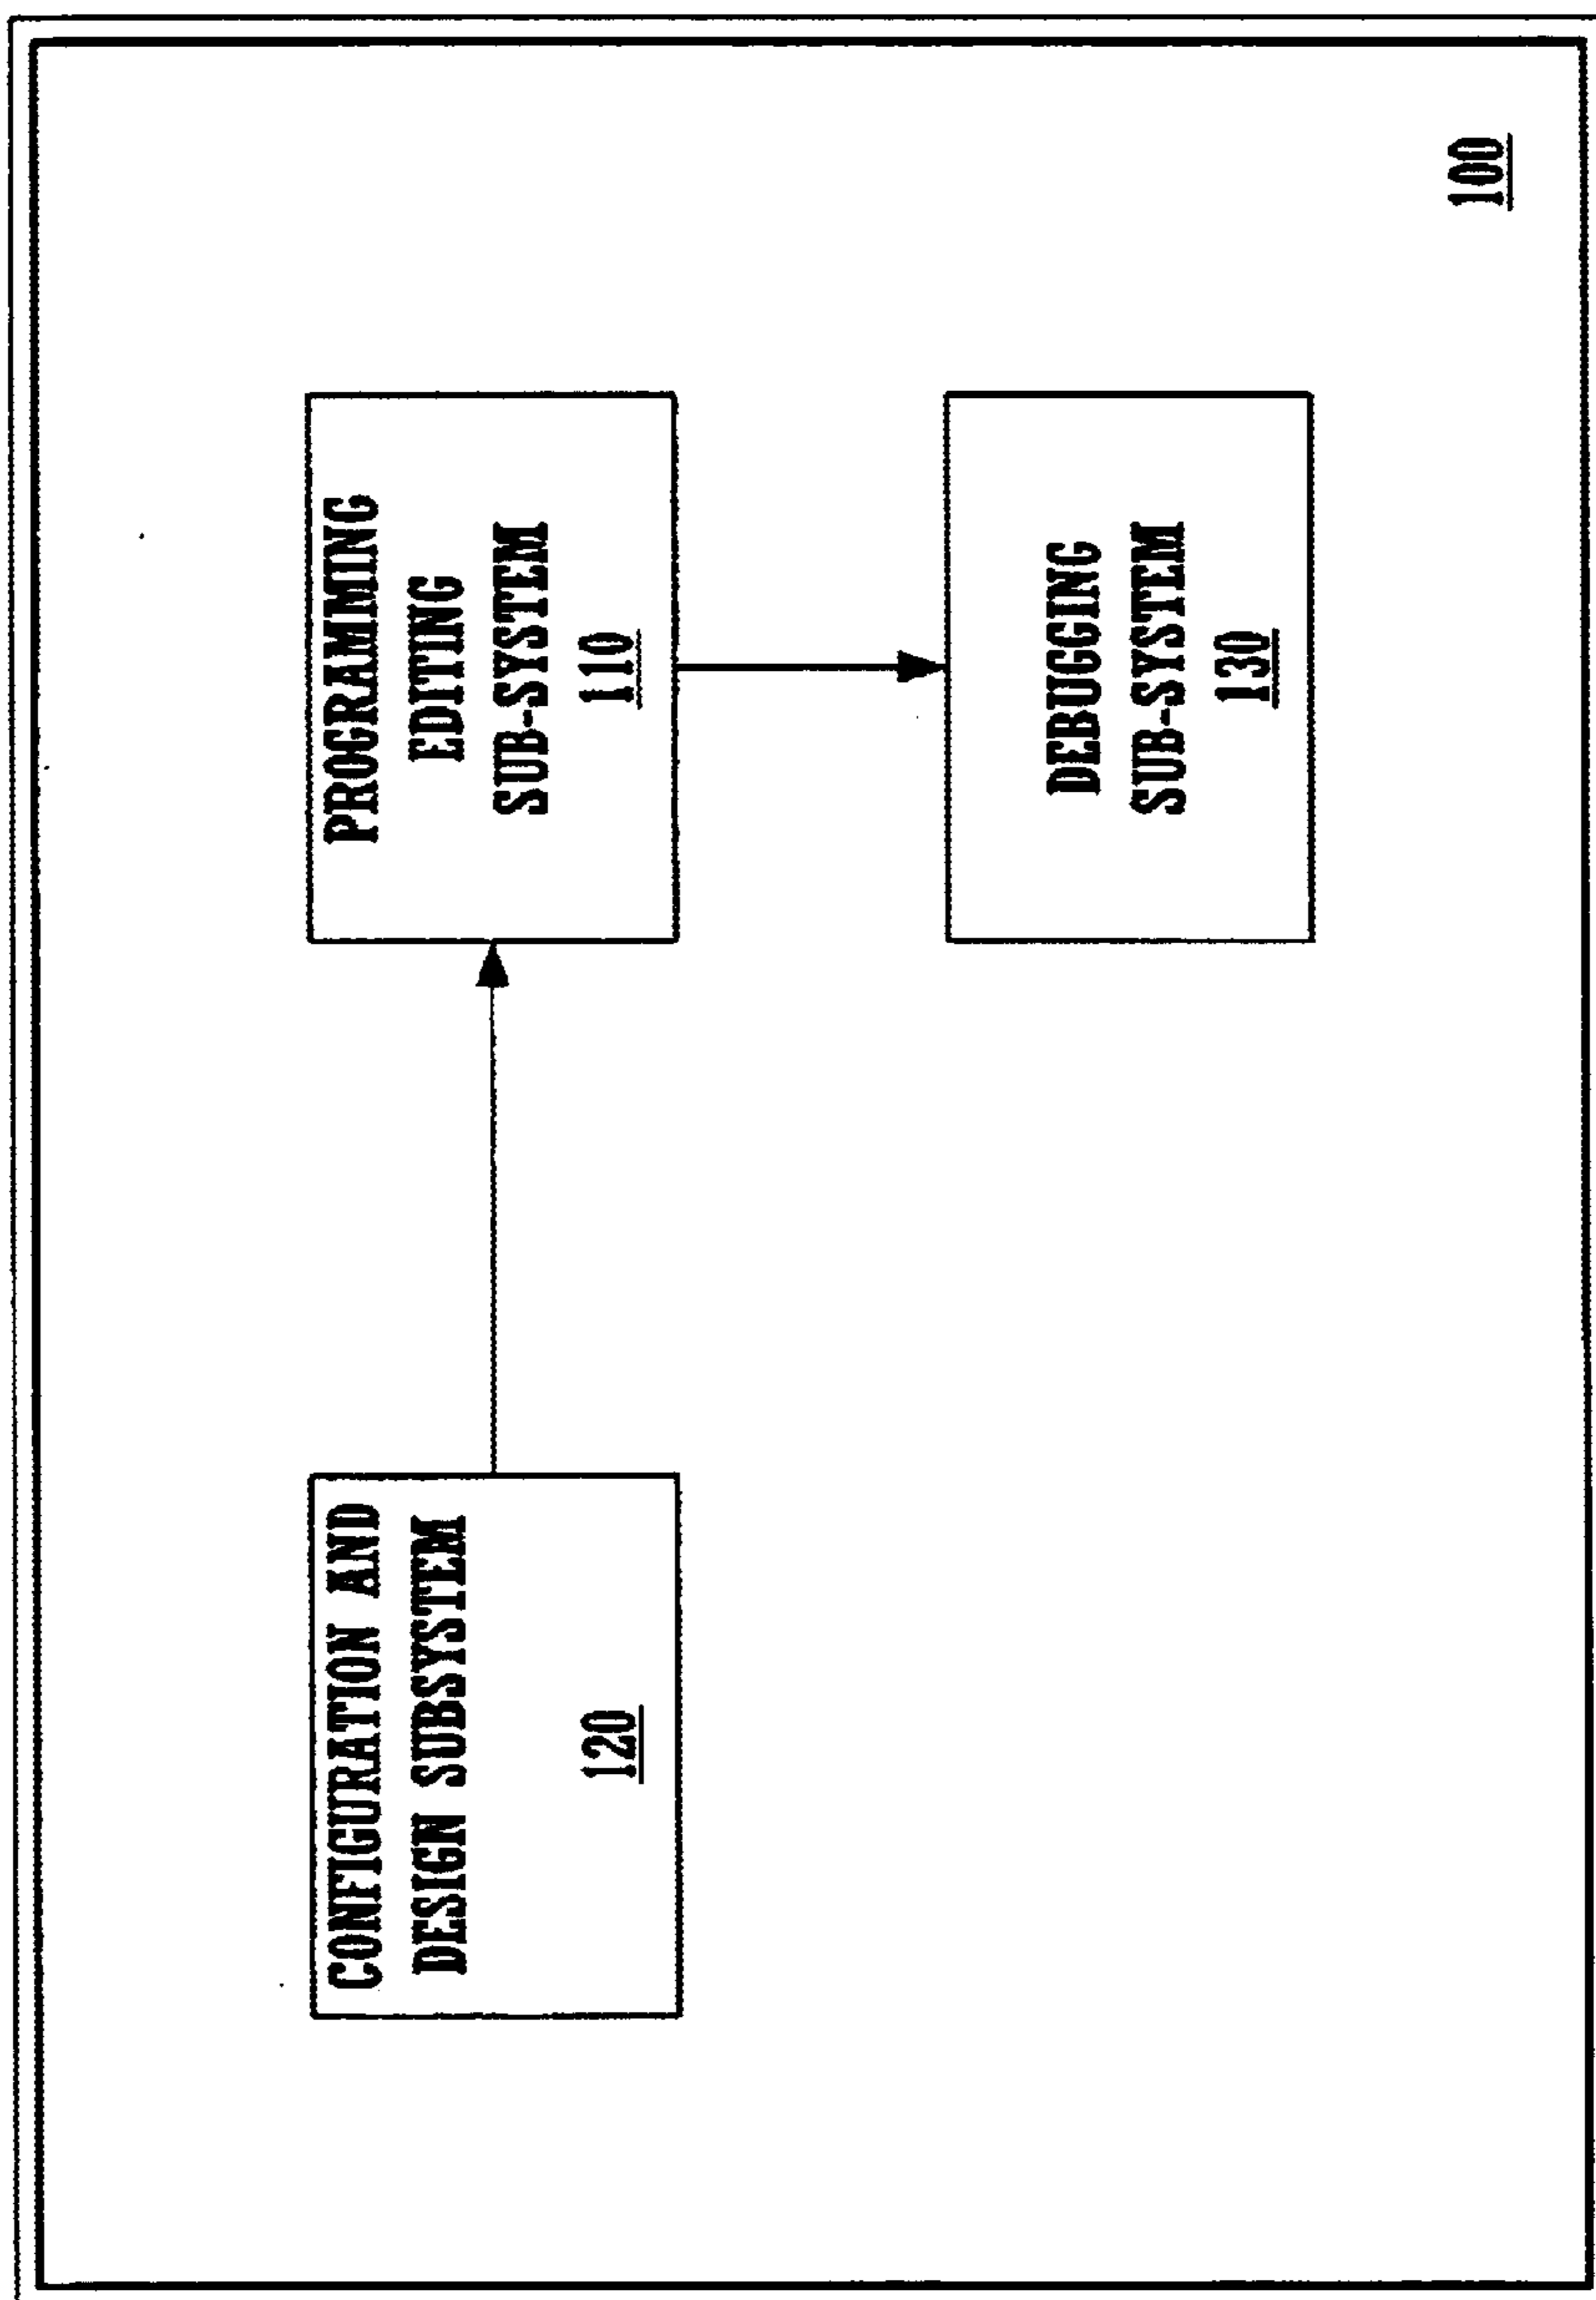 CONFIGURATION AND
DESIGN SUBSYSTEM
120
PROGRAMMING
EDITING
SUB-SYSTEM
110
DEBUGGING
SUB-SYSTEM
130
100